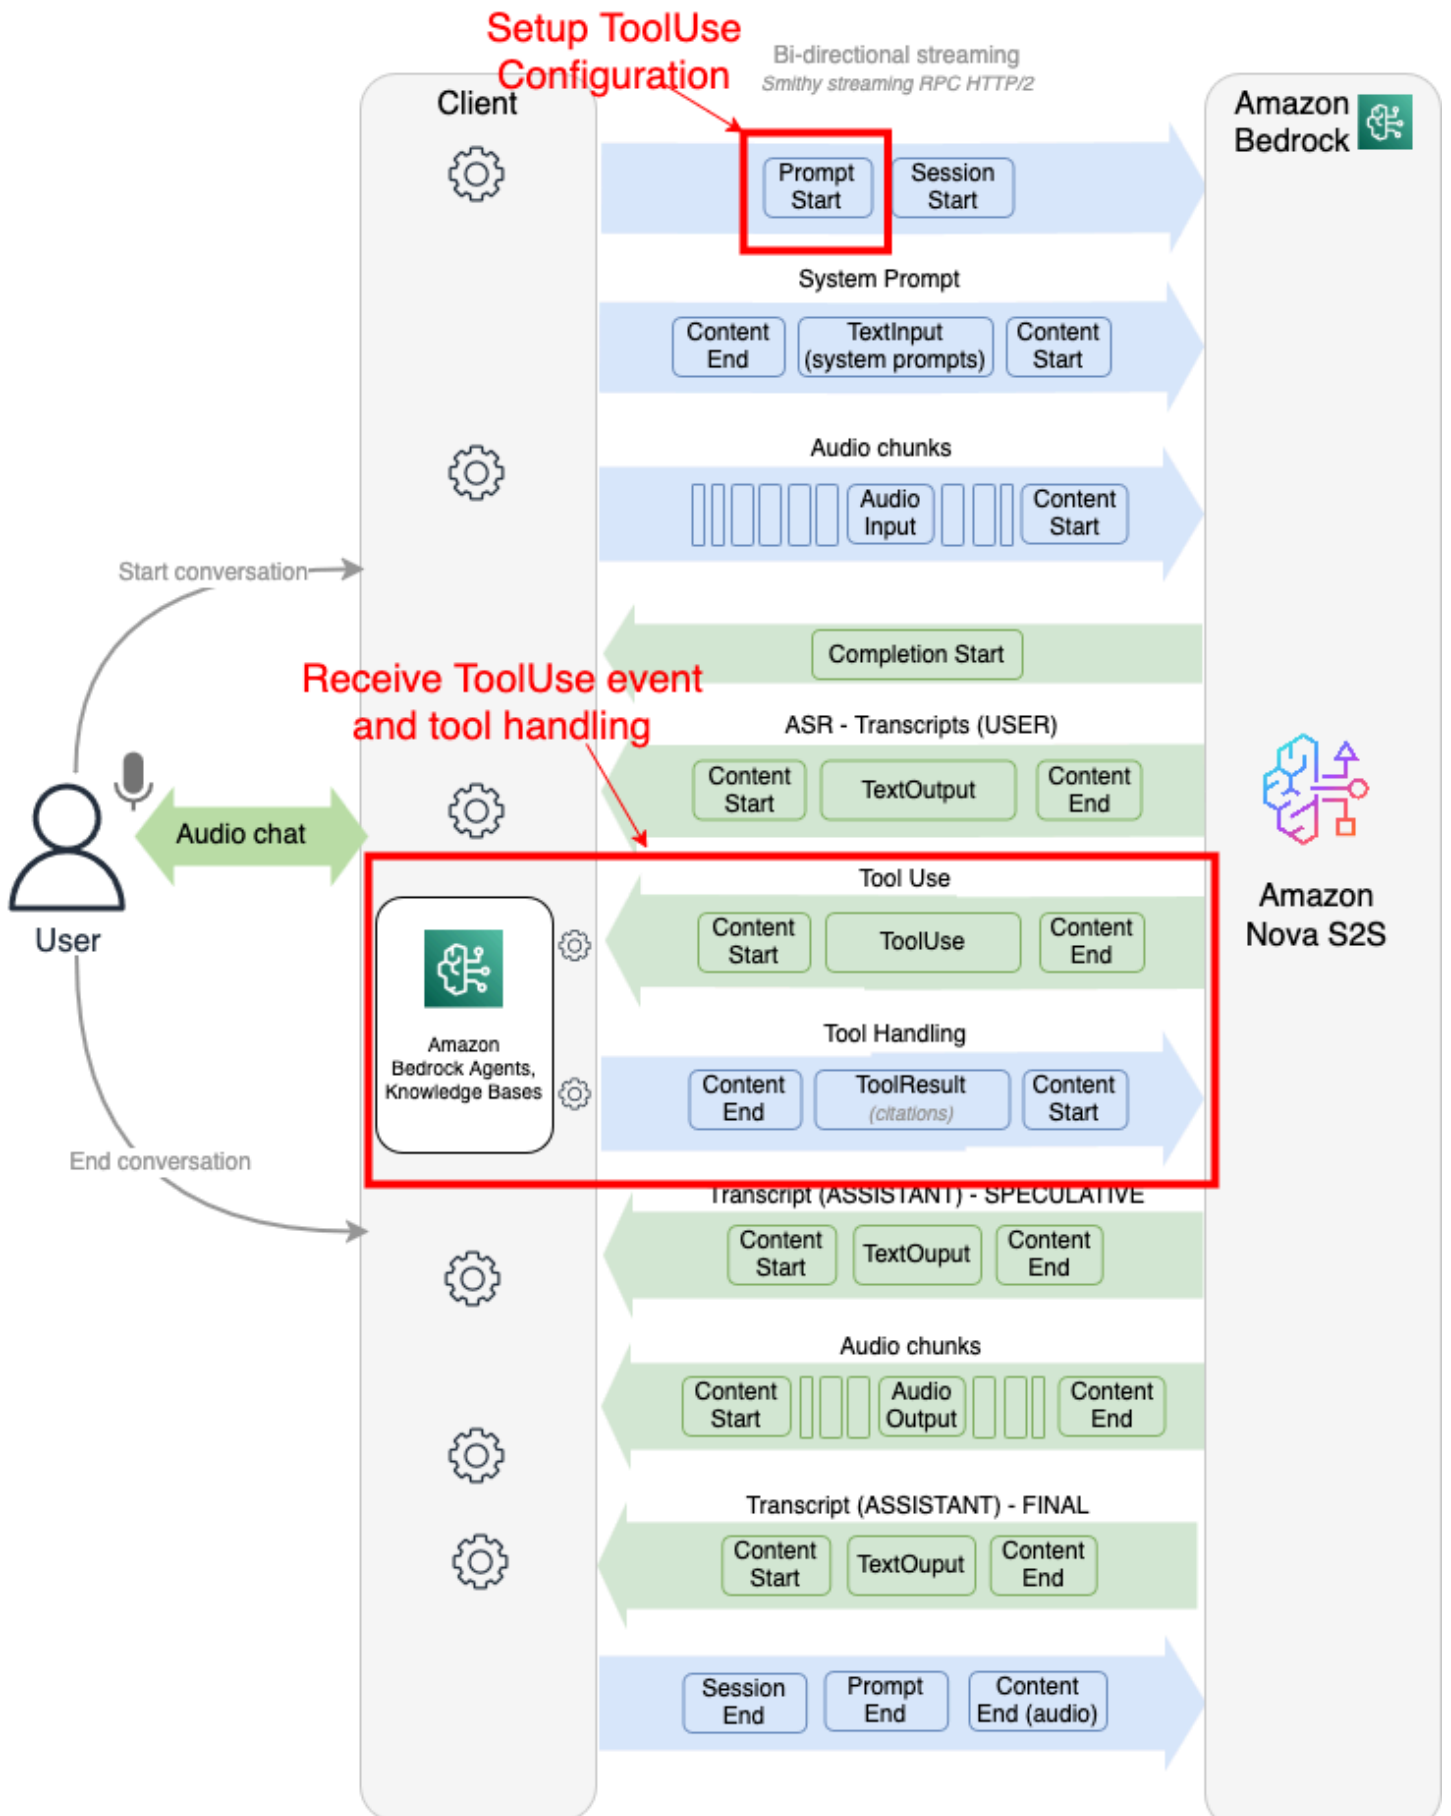 Setup ToolUse
Configuration
Bi-directional streaming
Smithy streaming RPC HTTP/2
Client
Amazon
Bedrock
Prompt
Start
Session
Start
System Prompt
Content
End
TextInput
(system prompts)
Content
Start
Audio chunks
Audio
Input
Content
Start
Start conversation
Completion Start
Receive ToolUse event
and tool handling
ASR - Transcripts (USER)
Content
Start
TextOutput
Content
End
Audio chat
User
Amazon
Nova S2S
Tool Use
Content
Start
ToolUse
Content
End
Amazon
Bedrock Agents,
Knowledge Bases
Tool Handling
Content
End
ToolResult
(citations)
Content
Start
End conversation
Transcript (ASSISTANT) - SPECULATIVE
Content
Start
TextOuput
Content
End
Audio chunks
Content
Start
Audio
Output
Content
End
Transcript (ASSISTANT) - FINAL
Content
Start
TextOuput
Content
End
Session
End
Prompt
End
Content
End (audio)